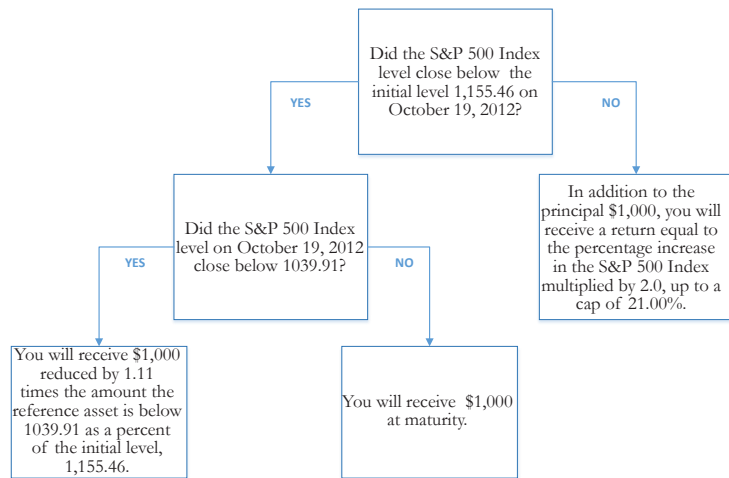 Did the S&P 500 Index
level close below the
initial level 1,155.46 on
October 19, 2012?
YES
NO
Did the S&P 500 Index
level on October 19, 2012
close below 1039.91?
In addition to the
principal $1,000, you will
receive a return equal to
the percentage increase
in the S&P 500 Index
multiplied by 2.0, up to a
cap of 21.00%.
YES
NO
You will receive $1,000
reduced by 1.11
times the amount the
reference asset is below
1039.91 as a percent
of the initial level,
1,155.46.
You will receive $1,000
at maturity.